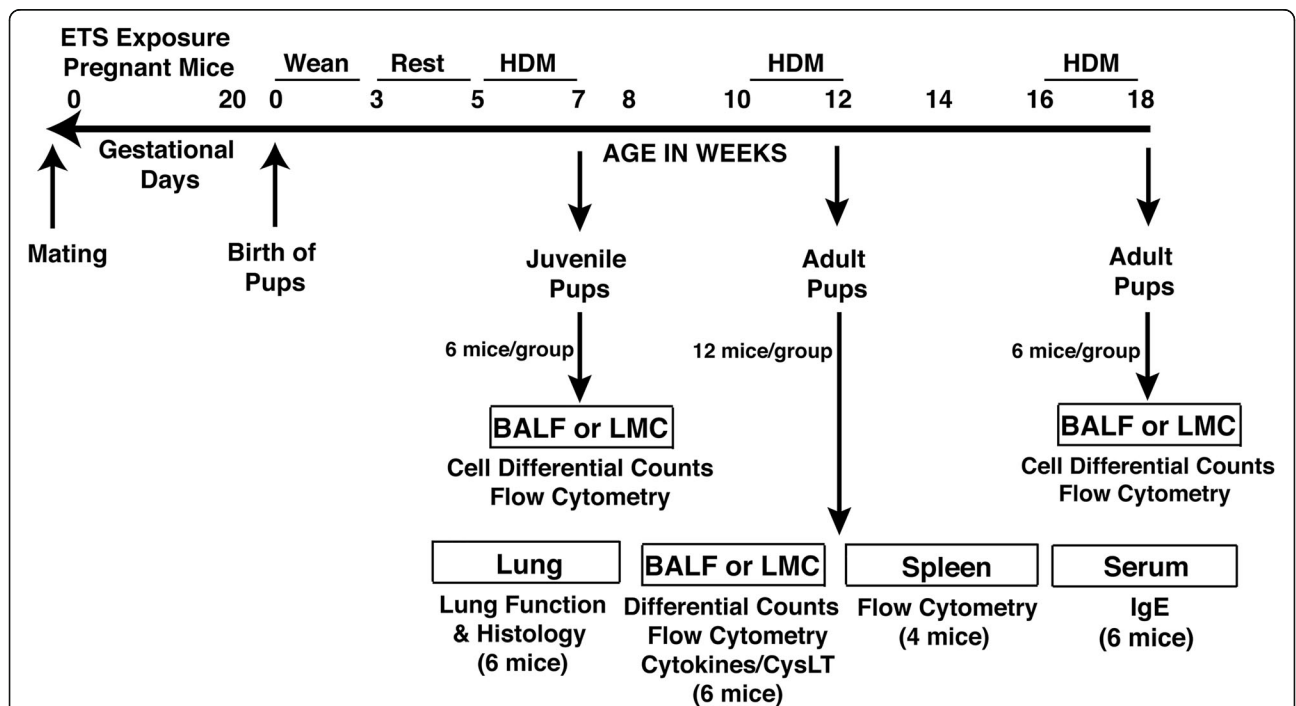 ETS Exposure
Pregnant Mice
Wean Rest HDM HDM HDM
0 20 0 3 5 7 8 10 12 14 16 18
Gestational
Days
AGE IN WEEKS
Mating
Birth of
Pups
Juvenile
Pups
Adult
Pups
Adult
Pups
6 mice/group
12 mice/group
6 mice/group
BALF or LMC
Cell Differential Counts
Flow Cytometry
BALF or LMC
Cell Differential Counts
Flow Cytometry
Lung
Lung Function
& Histology
(6 mice)
BALF or LMC
Differential Counts
Flow Cytometry
Cytokines/CysLT
(6 mice)
Spleen
Flow Cytometry
(4 mice)
Serum
IgE
(6 mice)